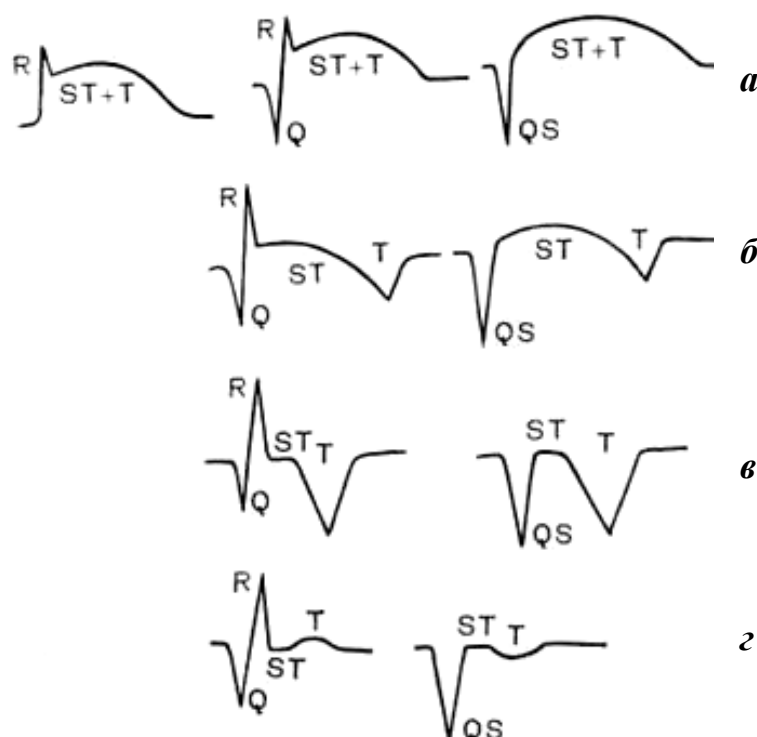 R ST+T R ST+T Q ST+T QS а
R ST T Q ST T QS б
R ST T Q ST T QS в
R T ST Q ST T QS г